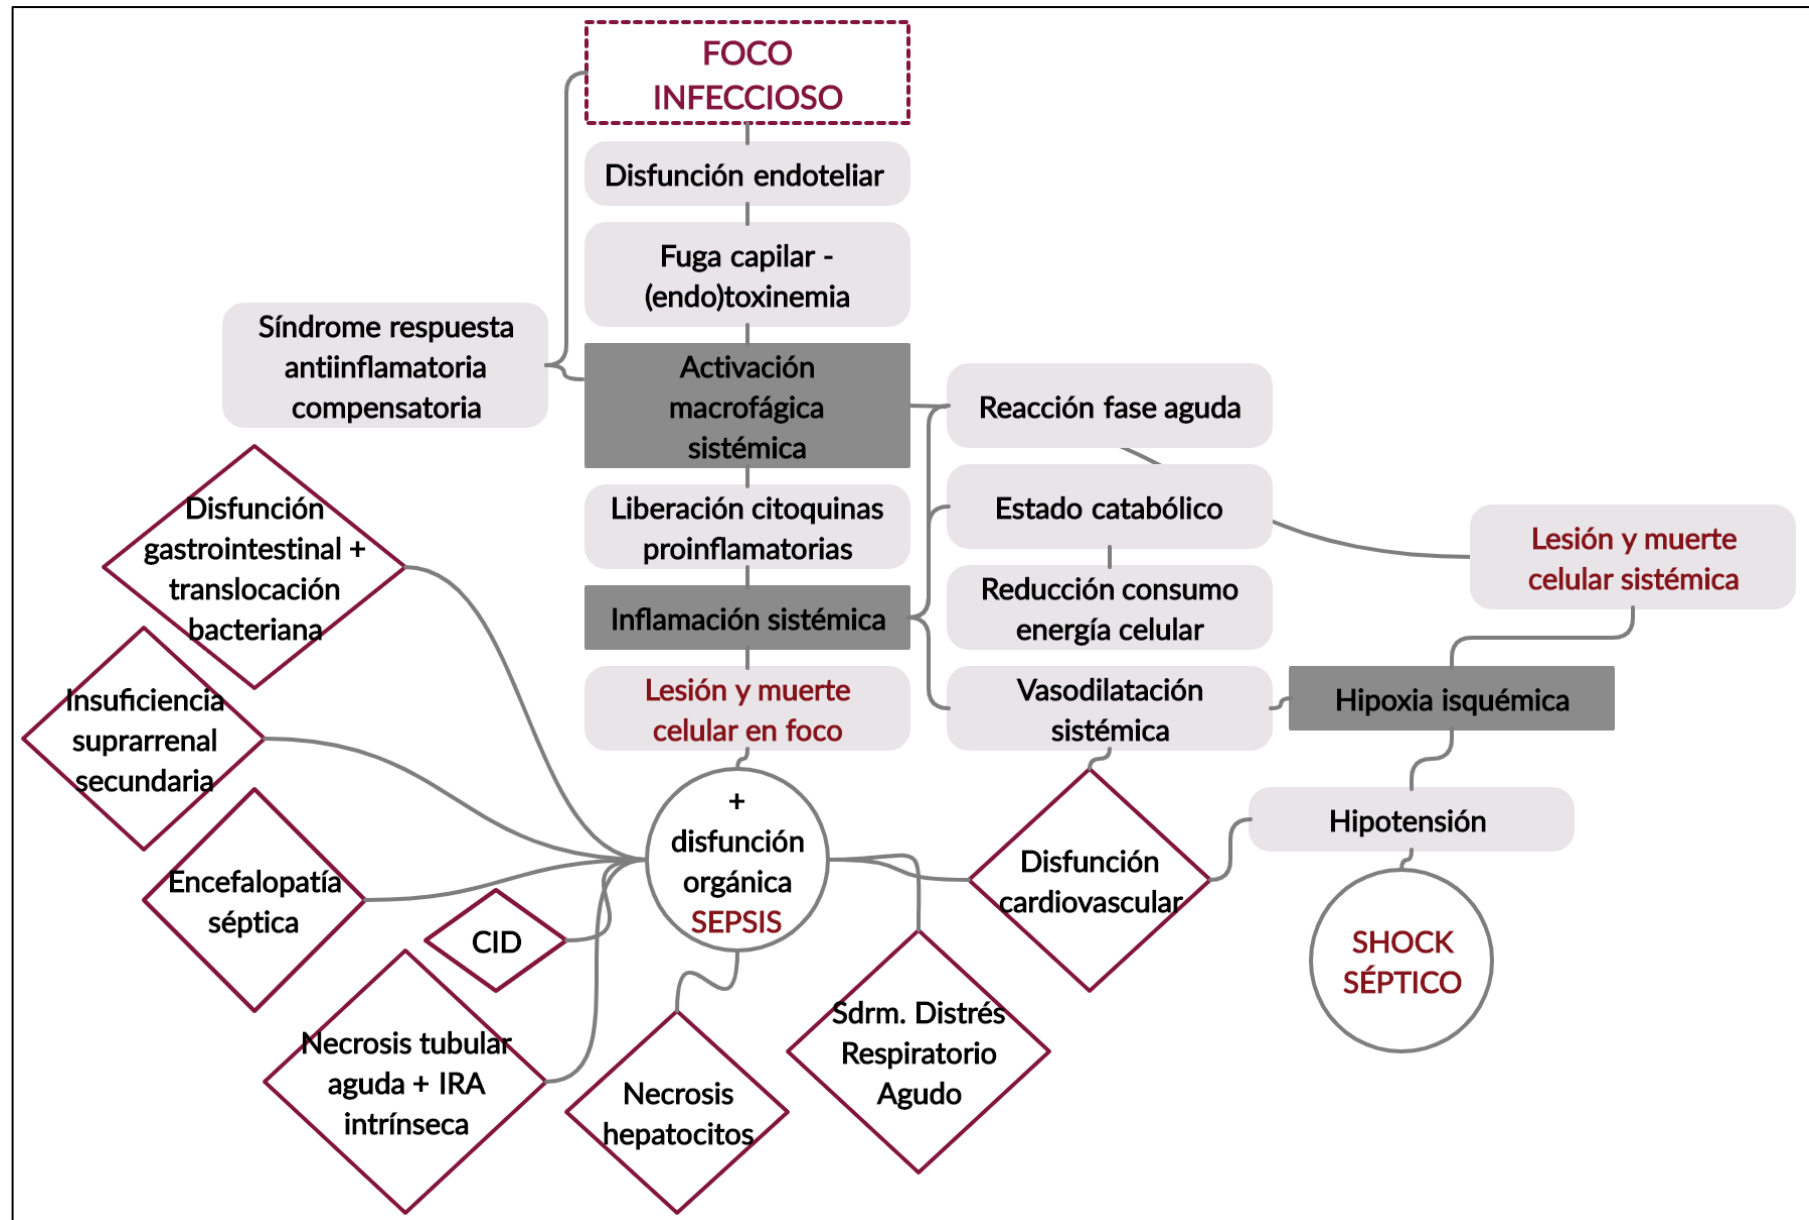 FOCO
INFECCIOSO
Disfunción endoteliar
Fuga capilar -
(endo)toxinemia
Síndrome respuesta
antiinflamatoria
compensatoria
Activación
macrofágica
sistémica
Reacción fase aguda
Liberación citoquinas
proinflamatorias
Estado catabólico
Lesión y muerte
celular sistémica
Disfunción
gastrointestinal +
translocación
bacteriana
Inflamación sistémica
Reducción consumo
energía celular
Lesión y muerte
celular en foco
Vasodilatación
sistémica
Hipoxia isquémica
Insuficiencia
suprarrenal
secundaria
+
disfunción
orgánica
SEPSIS
Disfunción
cardiovascular
Hipotensión
Encefalopatía
séptica
CID
SHOCK
SÉPTICO
Necrosis tubular
aguda + IRA
intrínseca
Necrosis
hepatocitos
Sdrm. Distrés
Respiratorio
Agudo